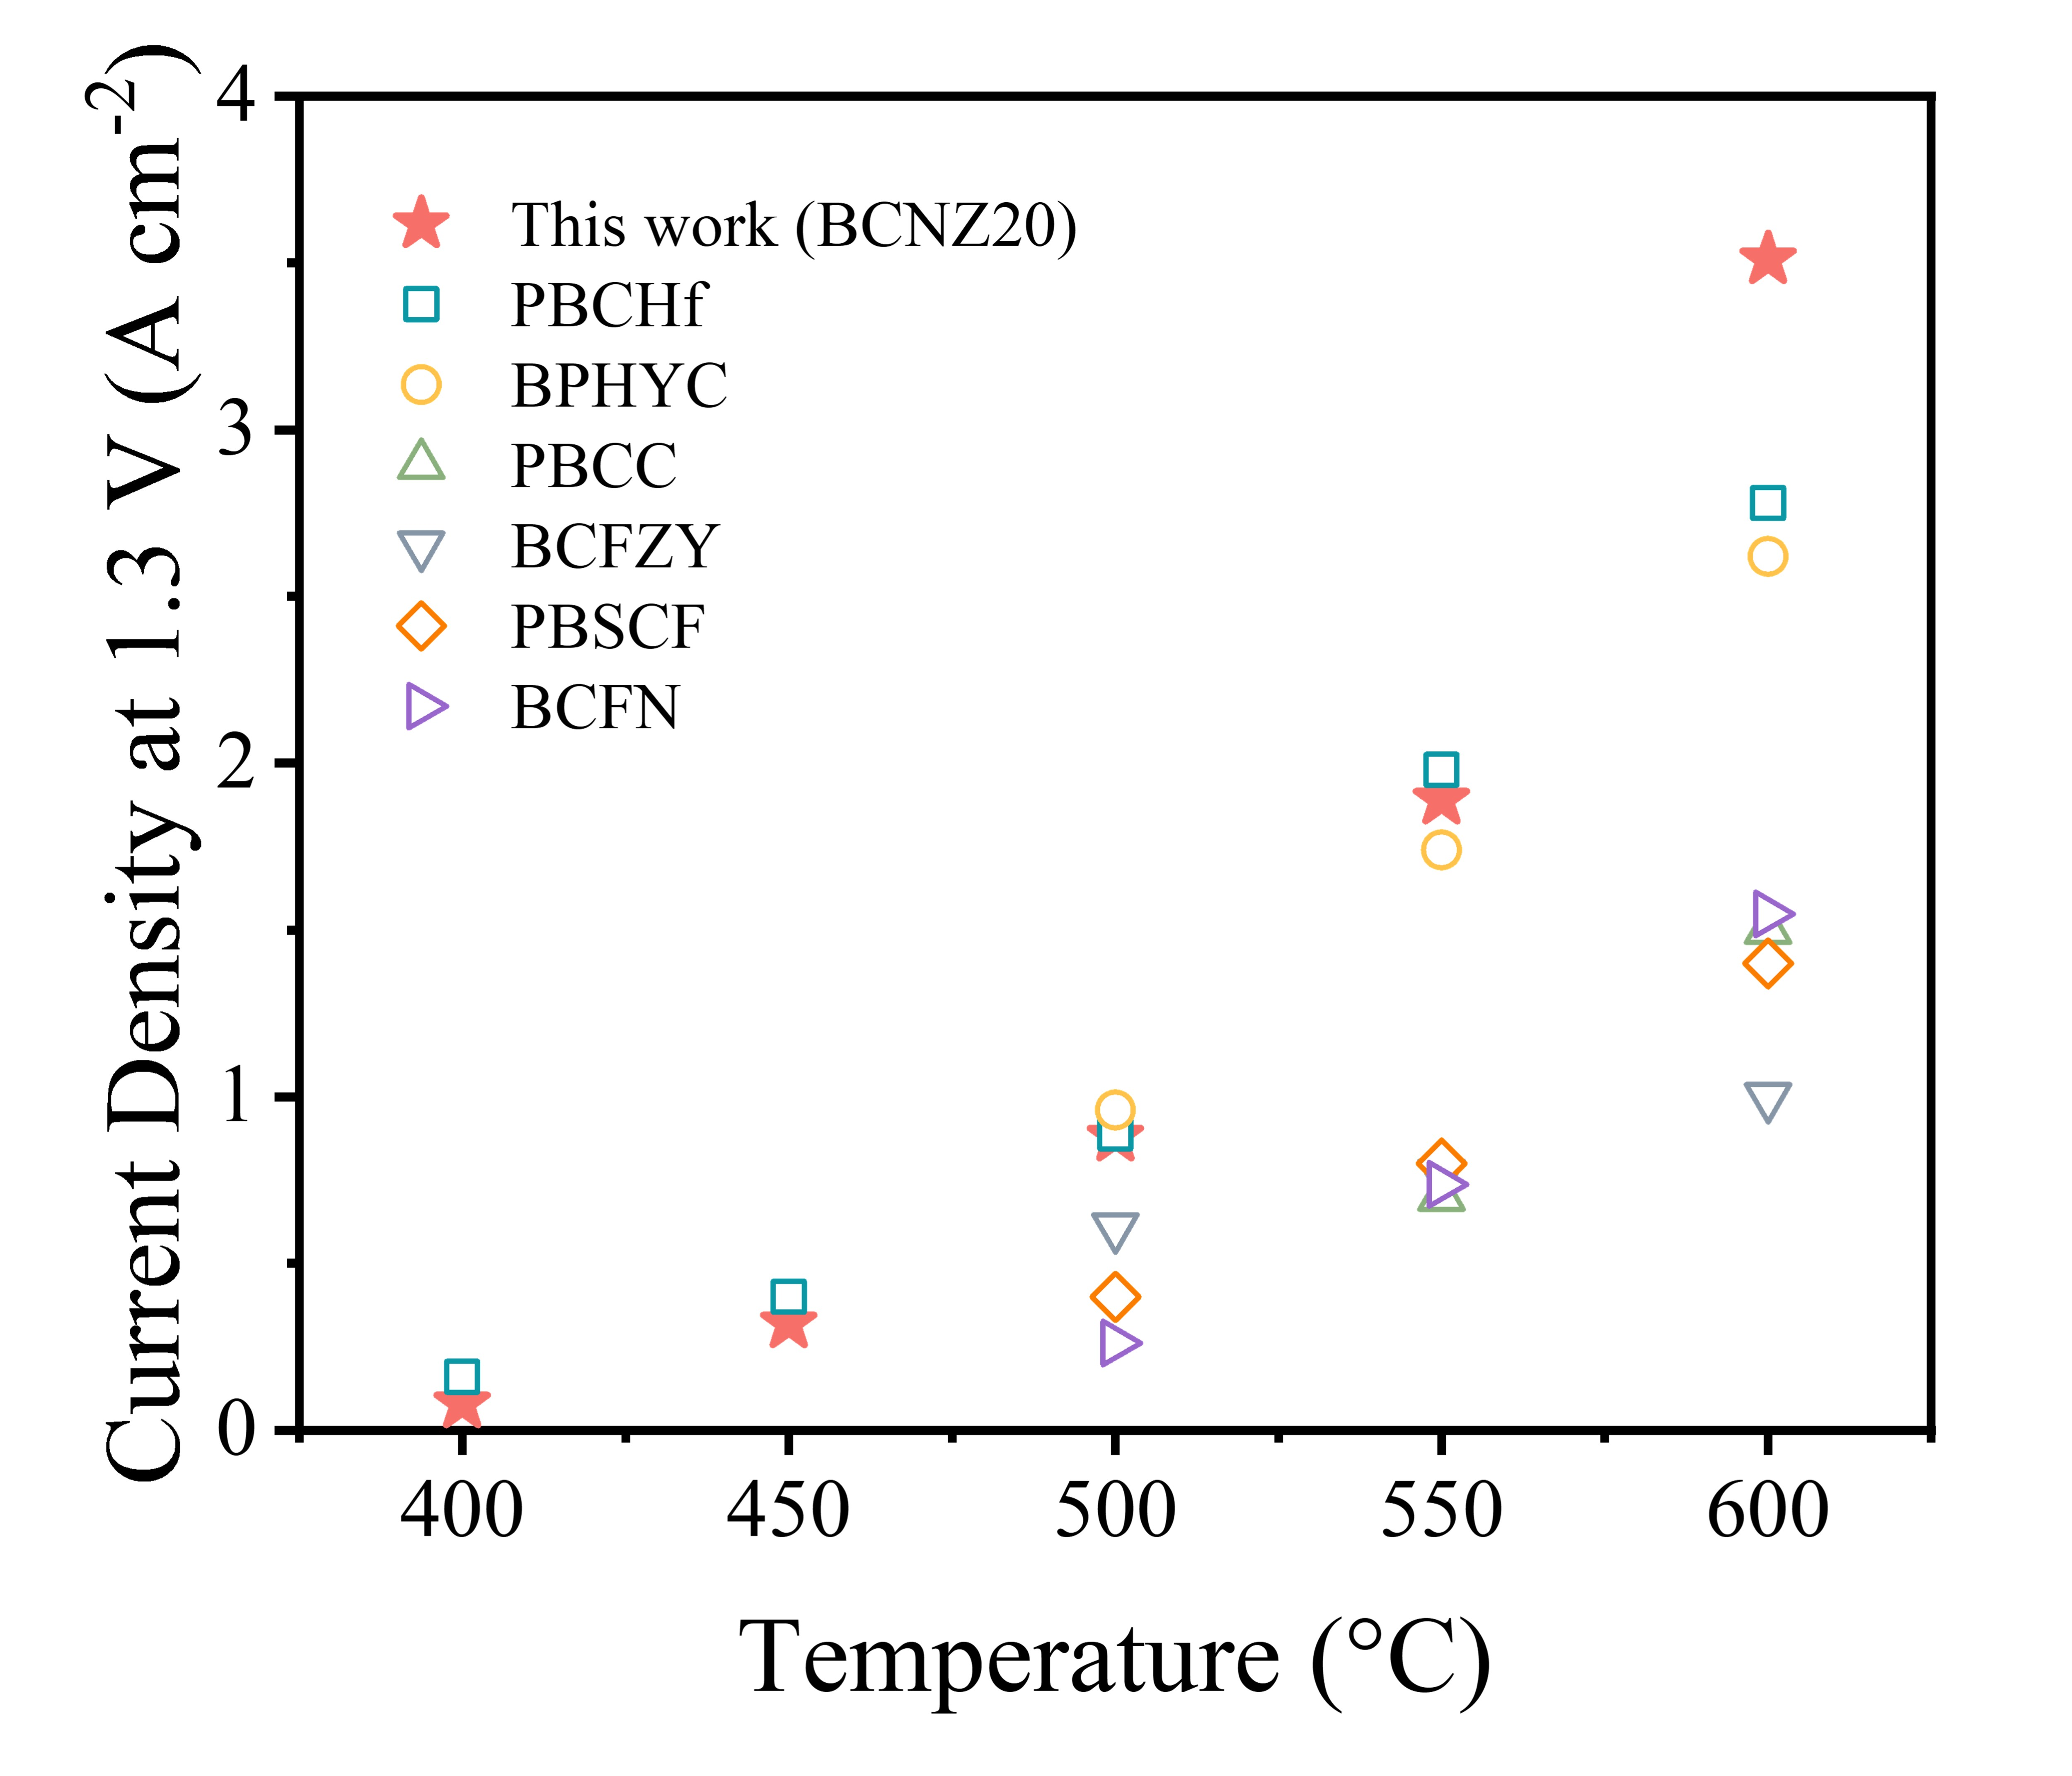 Current Density at 1.3 V (A cm-2)
4
3
2
1
0
This work (BCNZ20)
PBCHf
BPHYC
PBCC
BCFZY
PBSCF
BCFN
400 450 500 550 600
Temperature (°C)